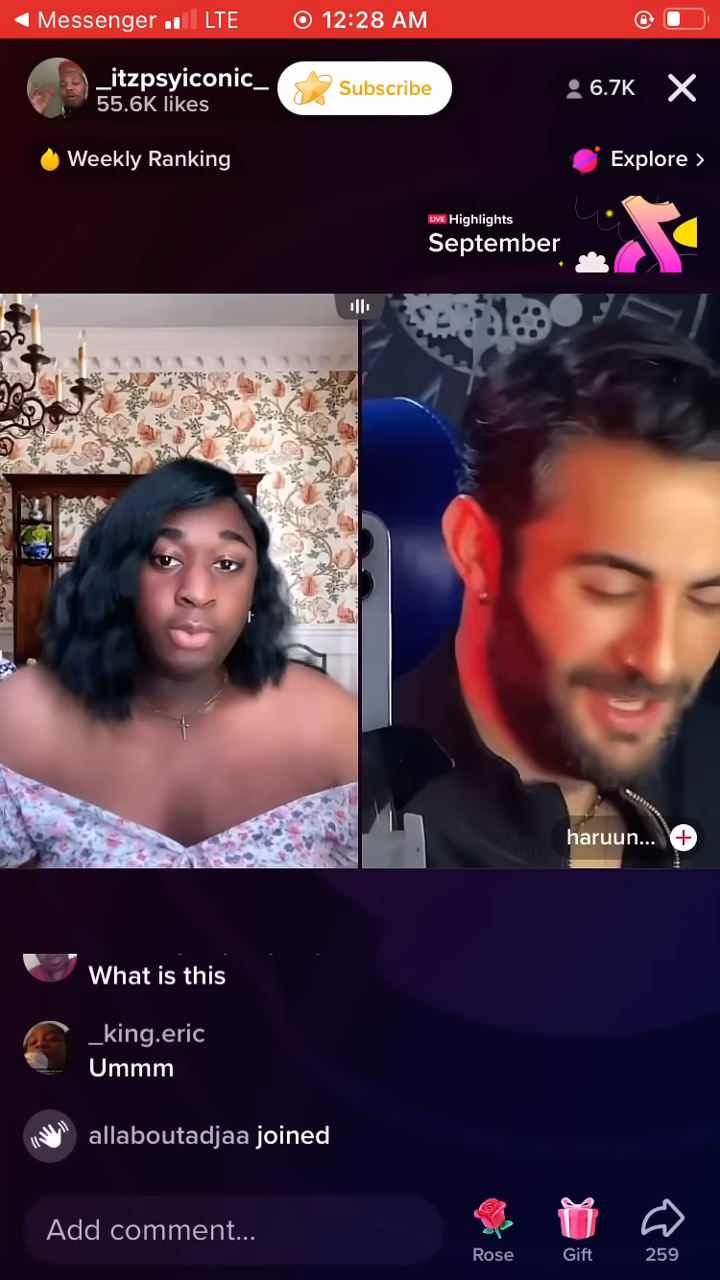 Messenger LTE 12:28 AM
_itzpsyiconic_
55.6K likes
Subscribe
6.7K
Weekly Ranking
Explore
LIVE Highlights
September
haruun...
What is this
_king.eric
Ummm
allaboutadjaa joined
Add comment...
Rose
Gift
259